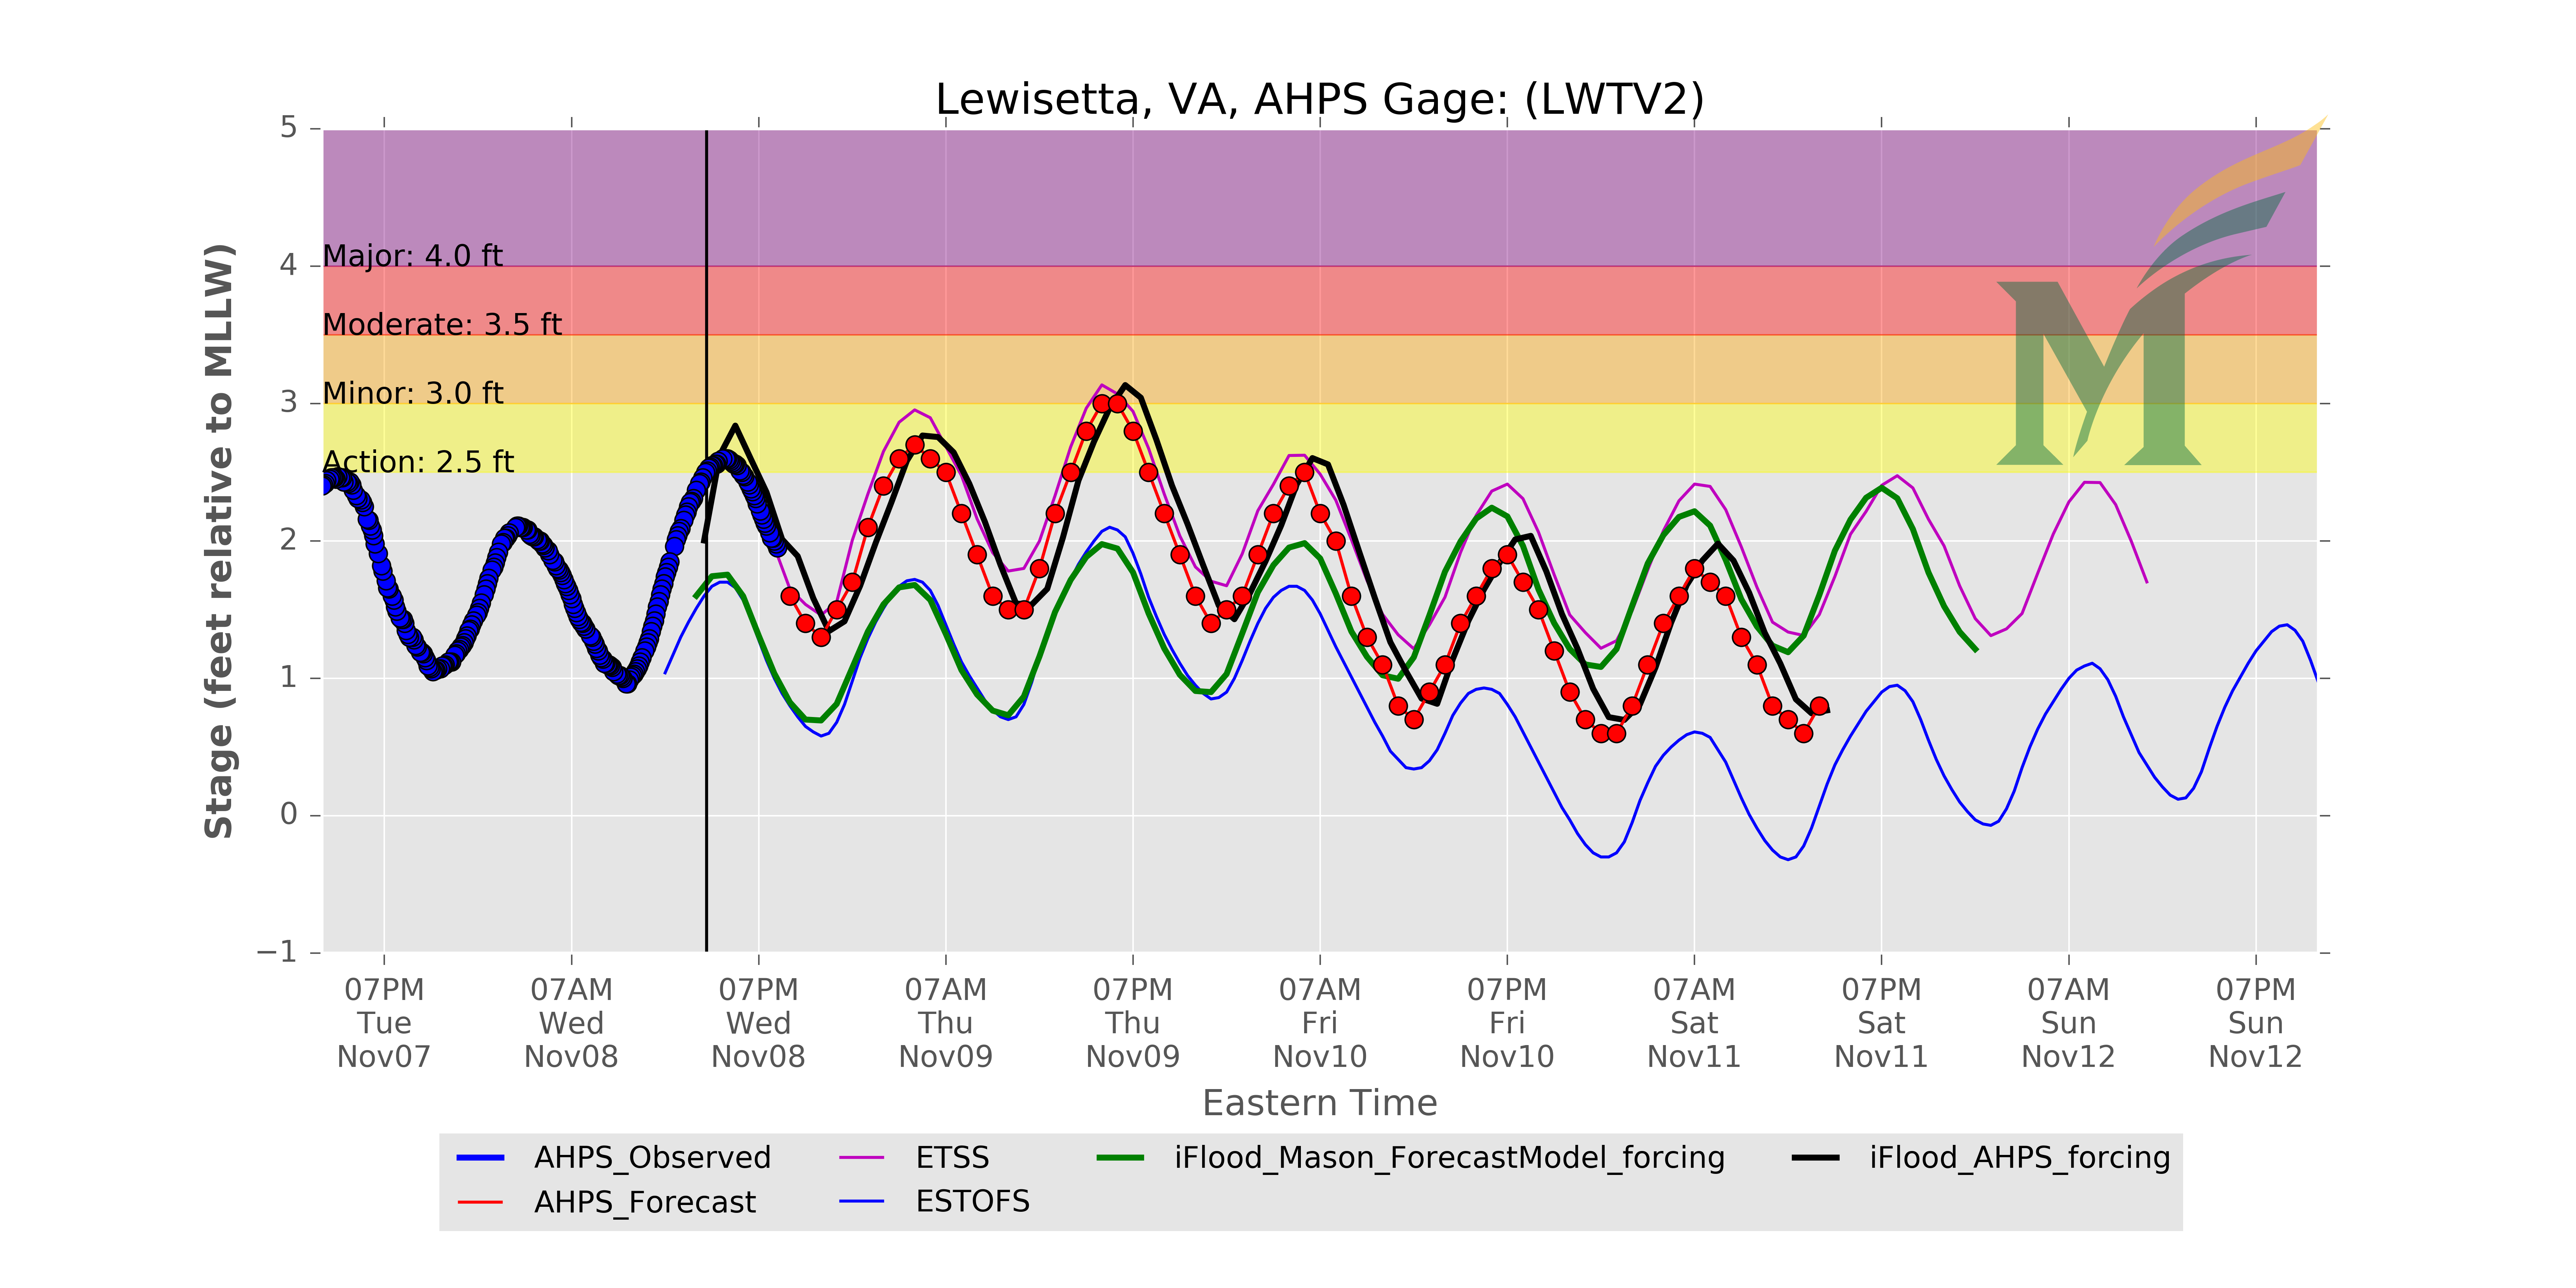 Lewisetta, VA, AHPS Gage: (LWTV2)
Stage (feet relative to MLLW)
5
4
3
2
1
0
−1
Major: 4.0 ft
Moderate: 3.5 ft
Minor: 3.0 ft
Action: 2.5 ft
M
07PM 07AM 07PM 07AM 07PM 07AM 07PM 07AM 07PM 07AM 07PM
Tue Wed Wed Thu Thu Fri Fri Sat Sat Sun Sun
Nov07 Nov08 Nov08 Nov09 Nov09 Nov10 Nov10 Nov11 Nov11 Nov12 Nov12
Eastern Time
AHPS_Observed ETSS iFlood_Mason_ForecastModel_forcing iFlood_AHPS_forcing
AHPS_Forecast ESTOFS